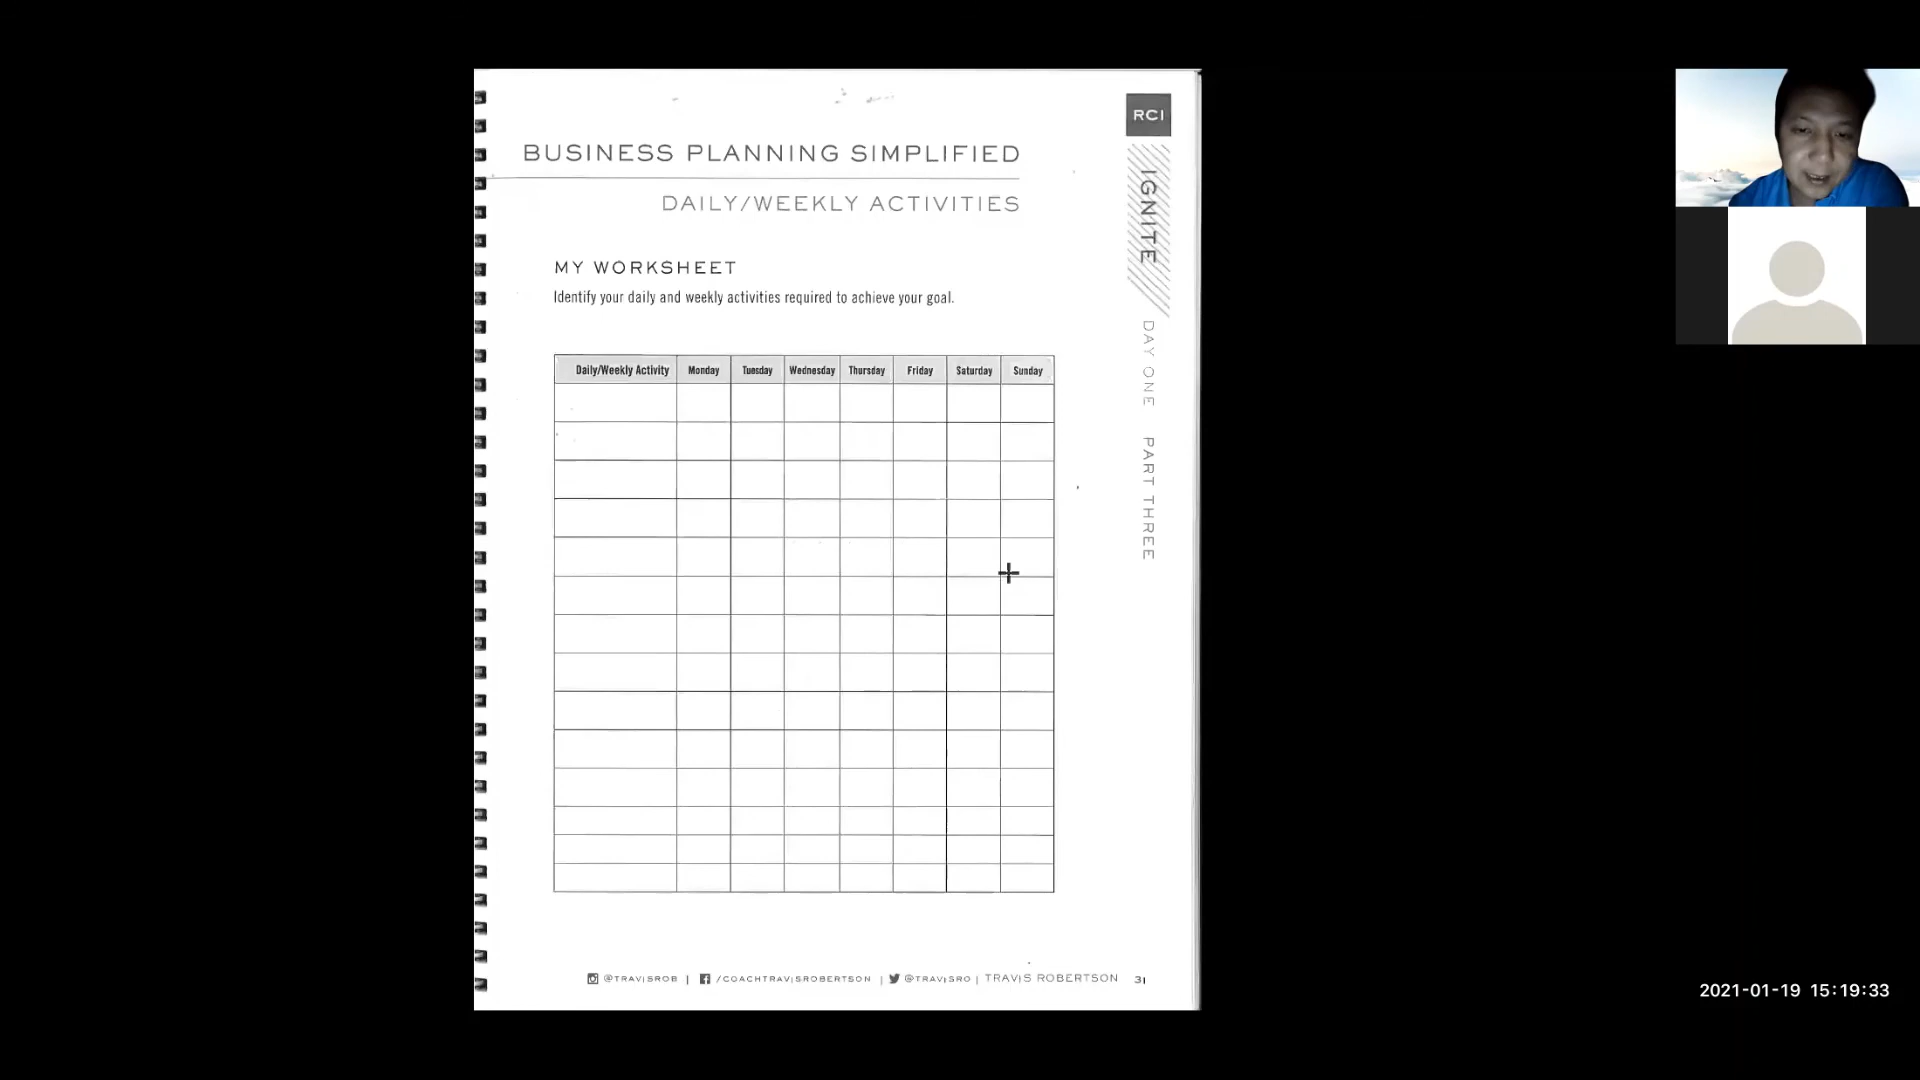 RCI
BUSINESS PLANNING SIMPLIFIED
DAILY/WEEKLY ACTIVITIES
IGNITE
MY WORKSHEET
Identify your daily and weekly activities required to achieve your goal.
DAY ONE PART THREE
Daily/Weekly Activity Monday Tuesday Wednesday Thursday Friday Saturday Sunday
@TRAVISROB | /COACHTRAVISROBERTSON | @TRAVISRO | TRAVIS ROBERTSON 31
2021-01-19 15:19:33